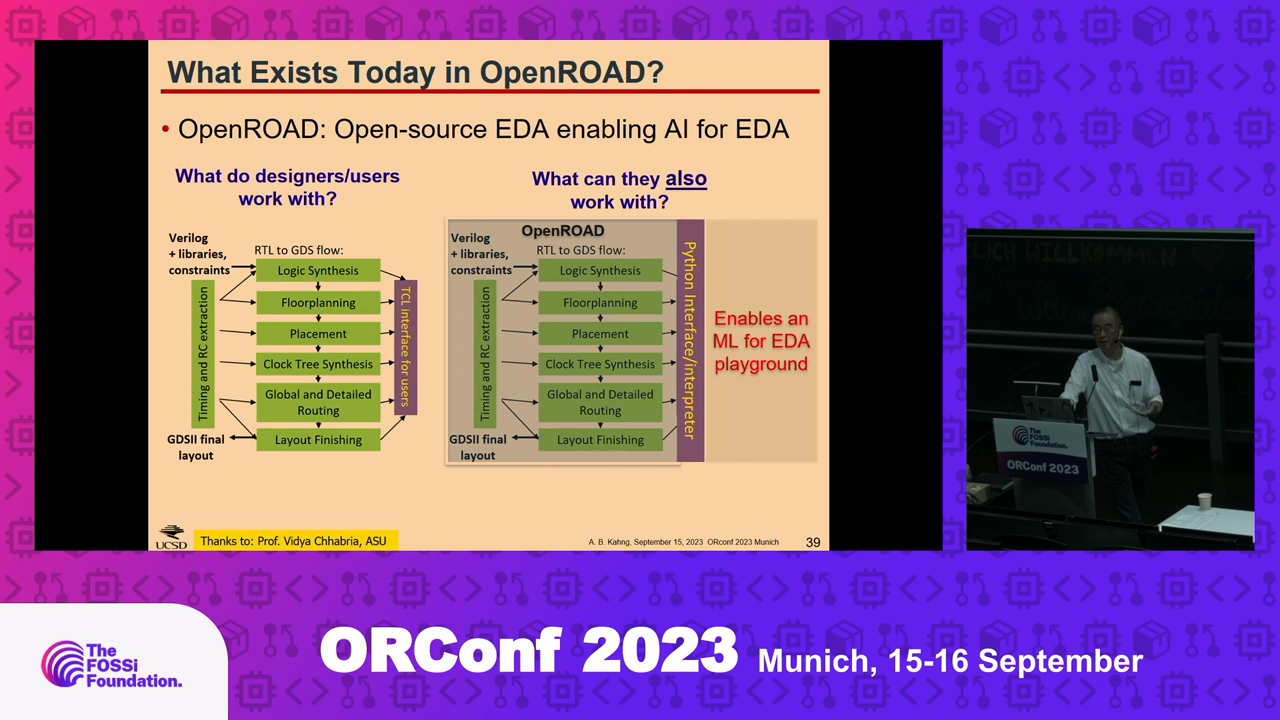 What Exists Today in OpenROAD?
• OpenROAD: Open-source EDA enabling AI for EDA
What do designers/users
work with?
Verilog
+ libraries,
constraints
RTL to GDS flow:
Logic Synthesis
Floorplanning
Placement
Clock Tree Synthesis
Global and Detailed
Routing
Layout Finishing
Timing and RC extraction
TCL interface for users
GDSII final
layout
What can they also
work with?
OpenROAD
Verilog
+ libraries,
constraints
RTL to GDS flow:
Logic Synthesis
Floorplanning
Placement
Clock Tree Synthesis
Global and Detailed
Routing
Layout Finishing
Timing and RC extraction
Python Interface/interpreter
GDSII final
layout
Enables an
ML for EDA
playground
UCSD
Thanks to: Prof. Vidya Chhabria, ASU
A. B. Kahng, September 15, 2023 ORconf 2023 Munich
39
LICH WILLKOMMEN
The
FOSSi
Foundation.
ORConf 2023
The
FOSSi
Foundation.
ORConf 2023 Munich, 15-16 September